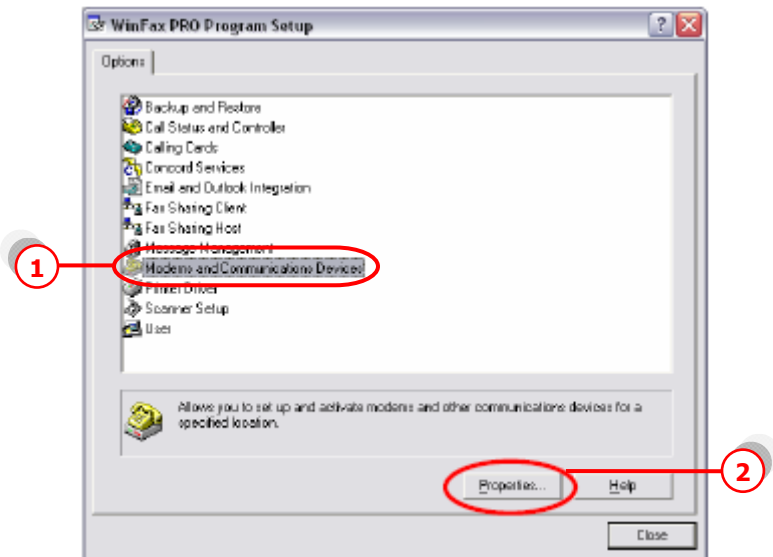 WinFax PRO Program Setup
Options
Backup and Restore
Call Status and Controller
Calling Cards
Concord Services
Email and Outlook Integration
Fax Sharing Client
Fax Sharing Host
Message Management
1
Modems and Communications Devices
Printer Driver
Scanner Setup
User
Allows you to set up and activate modems and other communications devices for a
specified location.
2
Properties...
Help
Close